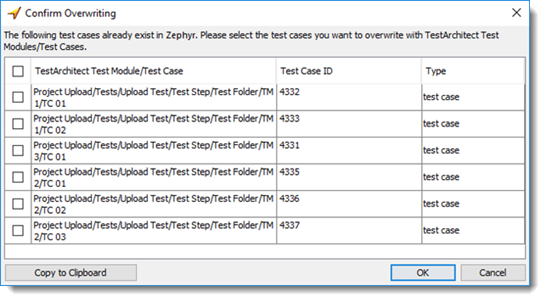 Confirm Overwriting
The following test cases already exist in Zephyr. Please select the test cases you want to overwrite with TestArchitect Test
Modules/Test Cases.
TestArchitect Test Module/Test Case Test Case ID Type
Project Upload/Tests/Upload Test/Test Step/Test Folder/TM 4332 test case
1/TC 01
Project Upload/Tests/Upload Test/Test Step/Test Folder/TM 4333 test case
1/TC 02
Project Upload/Tests/Upload Test/Test Step/Test Folder/TM 4331 test case
3/TC 01
Project Upload/Tests/Upload Test/Test Step/Test Folder/TM 4335 test case
2/TC 01
Project Upload/Tests/Upload Test/Test Step/Test Folder/TM 4336 test case
2/TC 02
Project Upload/Tests/Upload Test/Test Step/Test Folder/TM 4337 test case
2/TC 03
Copy to Clipboard OK Cancel